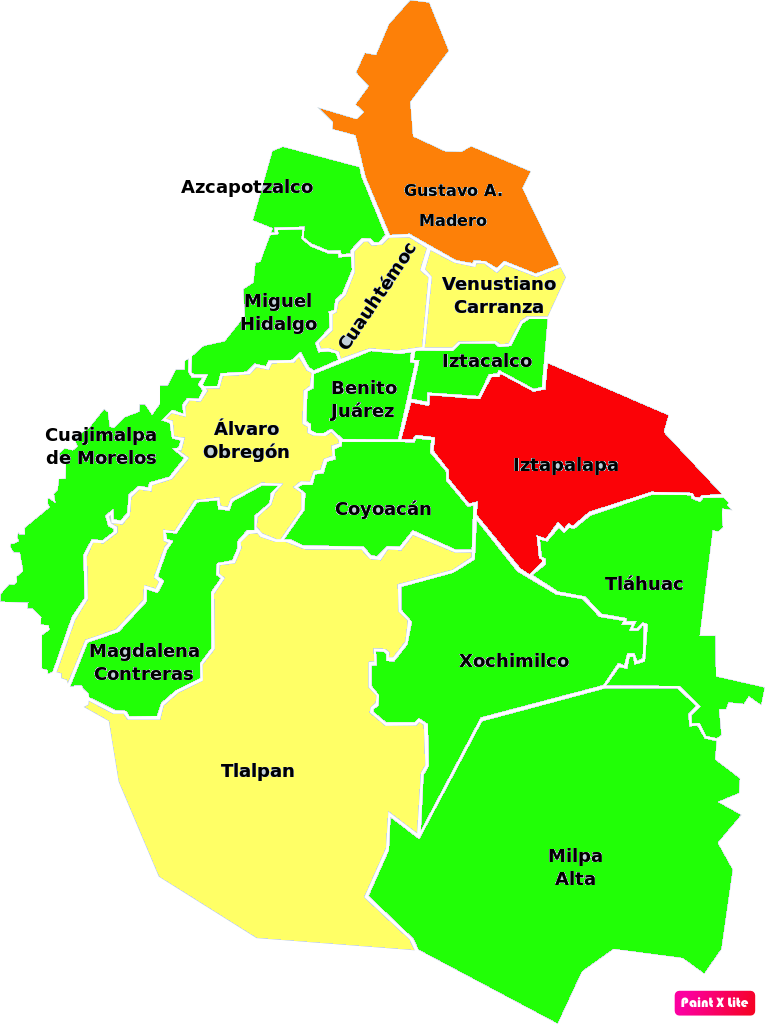 Azcapotzalco
Gustavo A.
Madero
Cuauhtémoc
Venustiano
Carranza
Miguel
Hidalgo
Iztacalco
Benito
Juárez
Cuajimalpa
de Morelos
Álvaro
Obregón
Iztapalapa
Coyoacán
Tláhuac
Magdalena
Contreras
Xochimilco
Tlalpan
Milpa
Alta
Paint X Lite